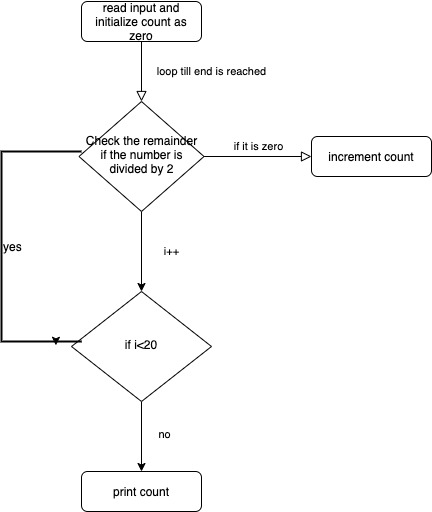 read input and
initialize count as
zero
loop till end is reached
Check the remainder
if the number is
divided by 2
if it is zero
increment count
yes
i++
if i<20
no
print count